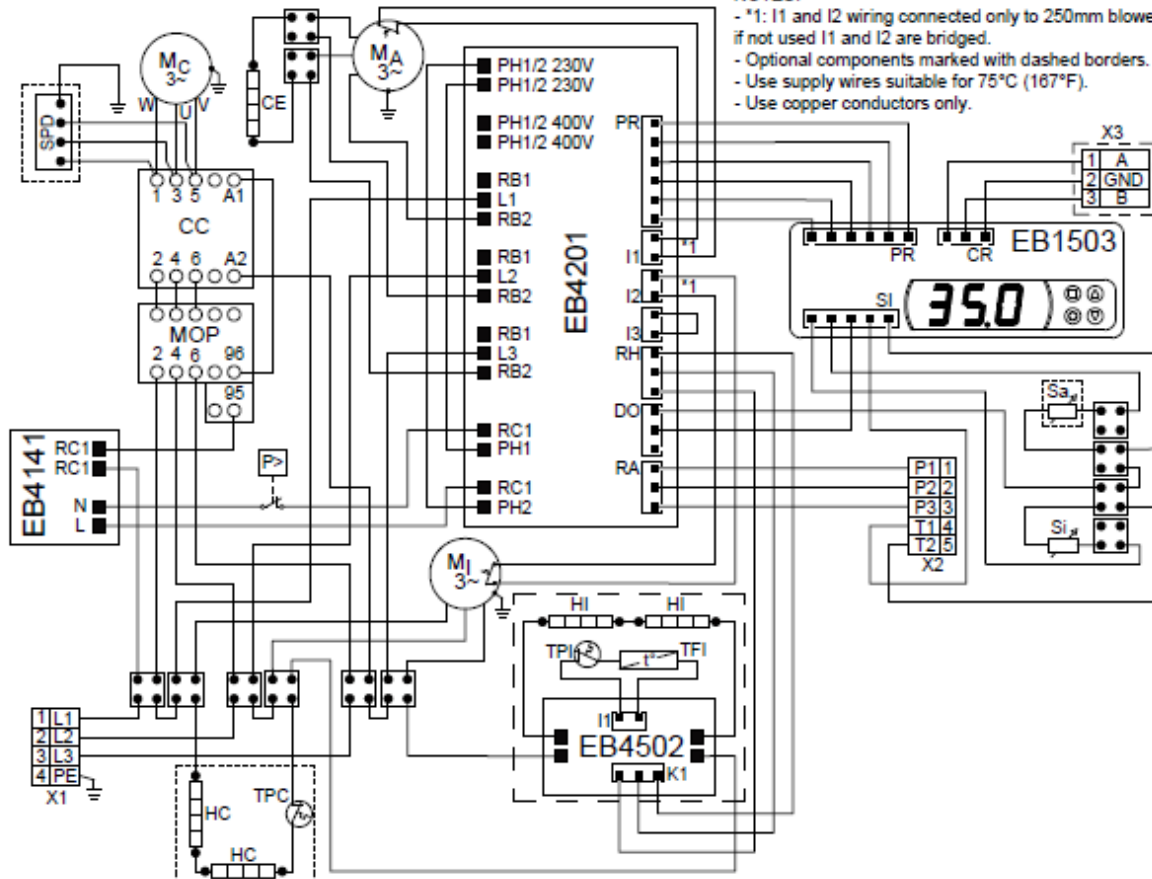 NOTES:
- *1: I1 and I2 wiring connected only to 250mm blowe
if not used I1 and I2 are bridged.
- Optional components marked with dashed borders.
- Use supply wires suitable for 75°C (167°F).
- Use copper conductors only.
MC
3~
W
U
V
SPD
CE
MA
3~
1 3 5 A1
CC
2 4 6 A2
MOP
2 4 6 96
95
EB4141
RC1
RC1
N
L
P>
PH1/2 230V
PH1/2 230V
PH1/2 400V
PH1/2 400V
RB1
L1
RB2
RB1
L2
RB2
RB1
L3
RB2
RC1
PH1
RC1
PH2
EB4201
PR
I1
*1
I2
*1
I3
RH
DO
RA
X3
1 A
2 GND
3 B
EB1503
PR
CR
SI
35.0
Sa
Si
P1 1
P2 2
P3 3
T1 4
T2 5
X2
MI
3~
HI
HI
TPI
t°
TFI
I1
EB4502
K1
1 L1
2 L2
3 L3
4 PE
X1
HC
TPC
HC